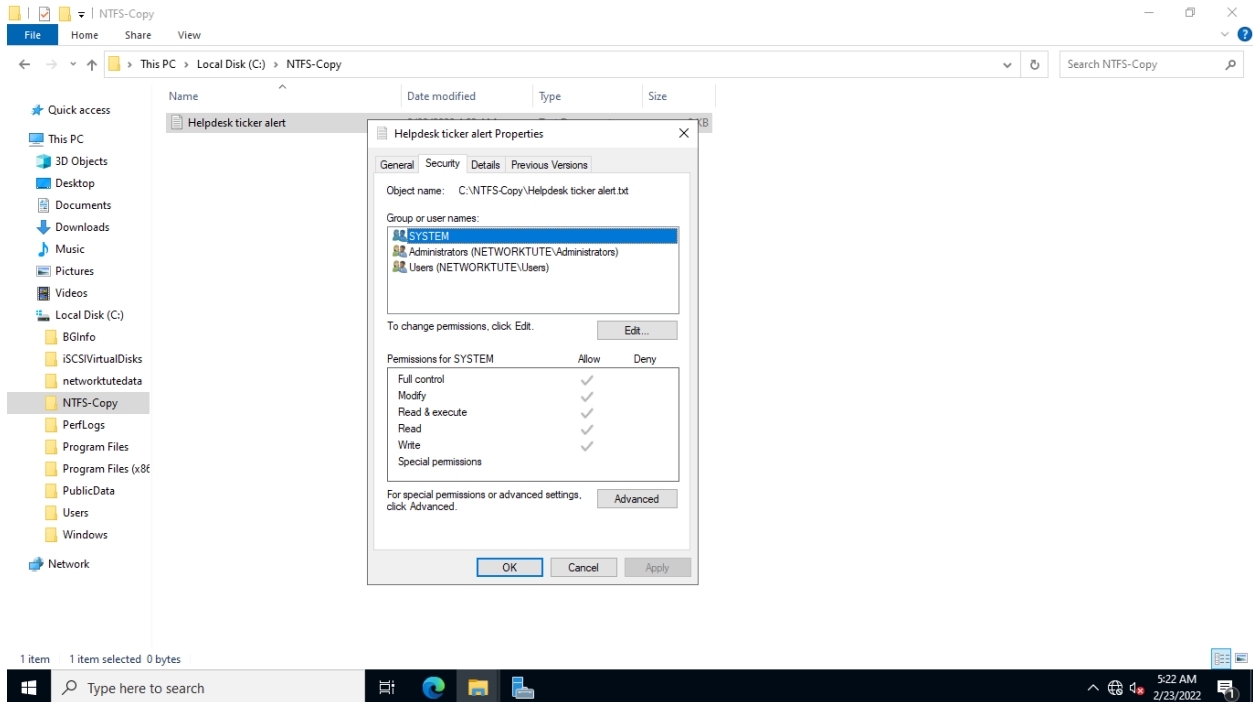 NTFS-Copy
File Home Share View
This PC > Local Disk (C:) > NTFS-Copy
Search NTFS-Copy
Name Date modified Type Size
Helpdesk ticker alert KB
Quick access
This PC
3D Objects
Desktop
Documents
Downloads
Music
Pictures
Videos
Local Disk (C:)
BGInfo
iSCSIVirtualDisks
networktutedata
NTFS-Copy
PerfLogs
Program Files
Program Files (x86
PublicData
Users
Windows
Network
Helpdesk ticker alert Properties
General Security Details Previous Versions
Object name: C:\NTFS-Copy\Helpdesk ticker alert.txt
Group or user names:
SYSTEM
Administrators (NETWORKTUTE\Administrators)
Users (NETWORKTUTE\Users)
To change permissions, click Edit.
Edit...
Permissions for SYSTEM Allow Deny
Full control
Modify
Read & execute
Read
Write
Special permissions
For special permissions or advanced settings,
click Advanced.
Advanced
OK Cancel Apply
1 item 1 item selected 0 bytes
Type here to search
5:22 AM
2/23/2022
1